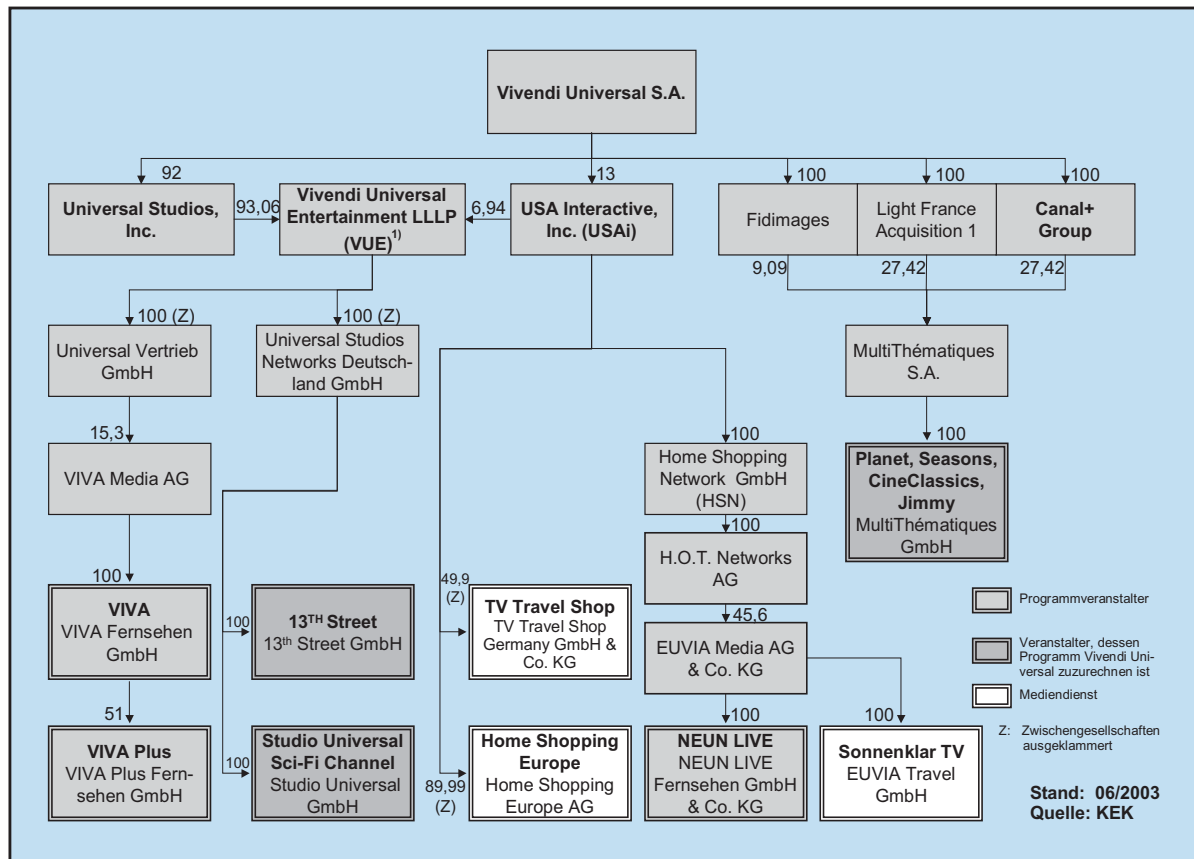 Vivendi Universal S.A.
92
13
100
100
100
Universal Studios,
Inc.
93,06
Vivendi Universal
Entertainment LLLP
(VUE)1)
6,94
USA Interactive,
Inc. (USAi)
Fidimages
Light France
Acquisition 1
Canal+
Group
9,09
27,42
27,42
100 (Z)
100 (Z)
Universal Vertrieb
GmbH
Universal Studios
Networks Deutsch-
land GmbH
MultiThématiques
S.A.
15,3
100
100
VIVA Media AG
Home Shopping
Network GmbH
(HSN)
Planet, Seasons,
CineClassics,
Jimmy
MultiThématiques
GmbH
100
H.O.T. Networks
AG
100
49,9
(Z)
45,6
VIVA
VIVA Fernsehen
GmbH
100
13TH Street
13th Street GmbH
TV Travel Shop
TV Travel Shop
Germany GmbH &
Co. KG
EUVIA Media AG
& Co. KG
Programmveranstalter
Veranstalter, dessen
Programm Vivendi Uni-
versal zuzurechnen ist
Mediendienst
51
100
100
VIVA Plus
VIVA Plus Fern-
sehen GmbH
100
Studio Universal
Sci-Fi Channel
Studio Universal
GmbH
89,99
(Z)
Home Shopping
Europe
Home Shopping
Europe AG
NEUN LIVE
NEUN LIVE
Fernsehen GmbH
& Co. KG
Sonnenklar TV
EUVIA Travel
GmbH
Z: Zwischengesellschaften
ausgeklammert
Stand: 06/2003
Quelle: KEK